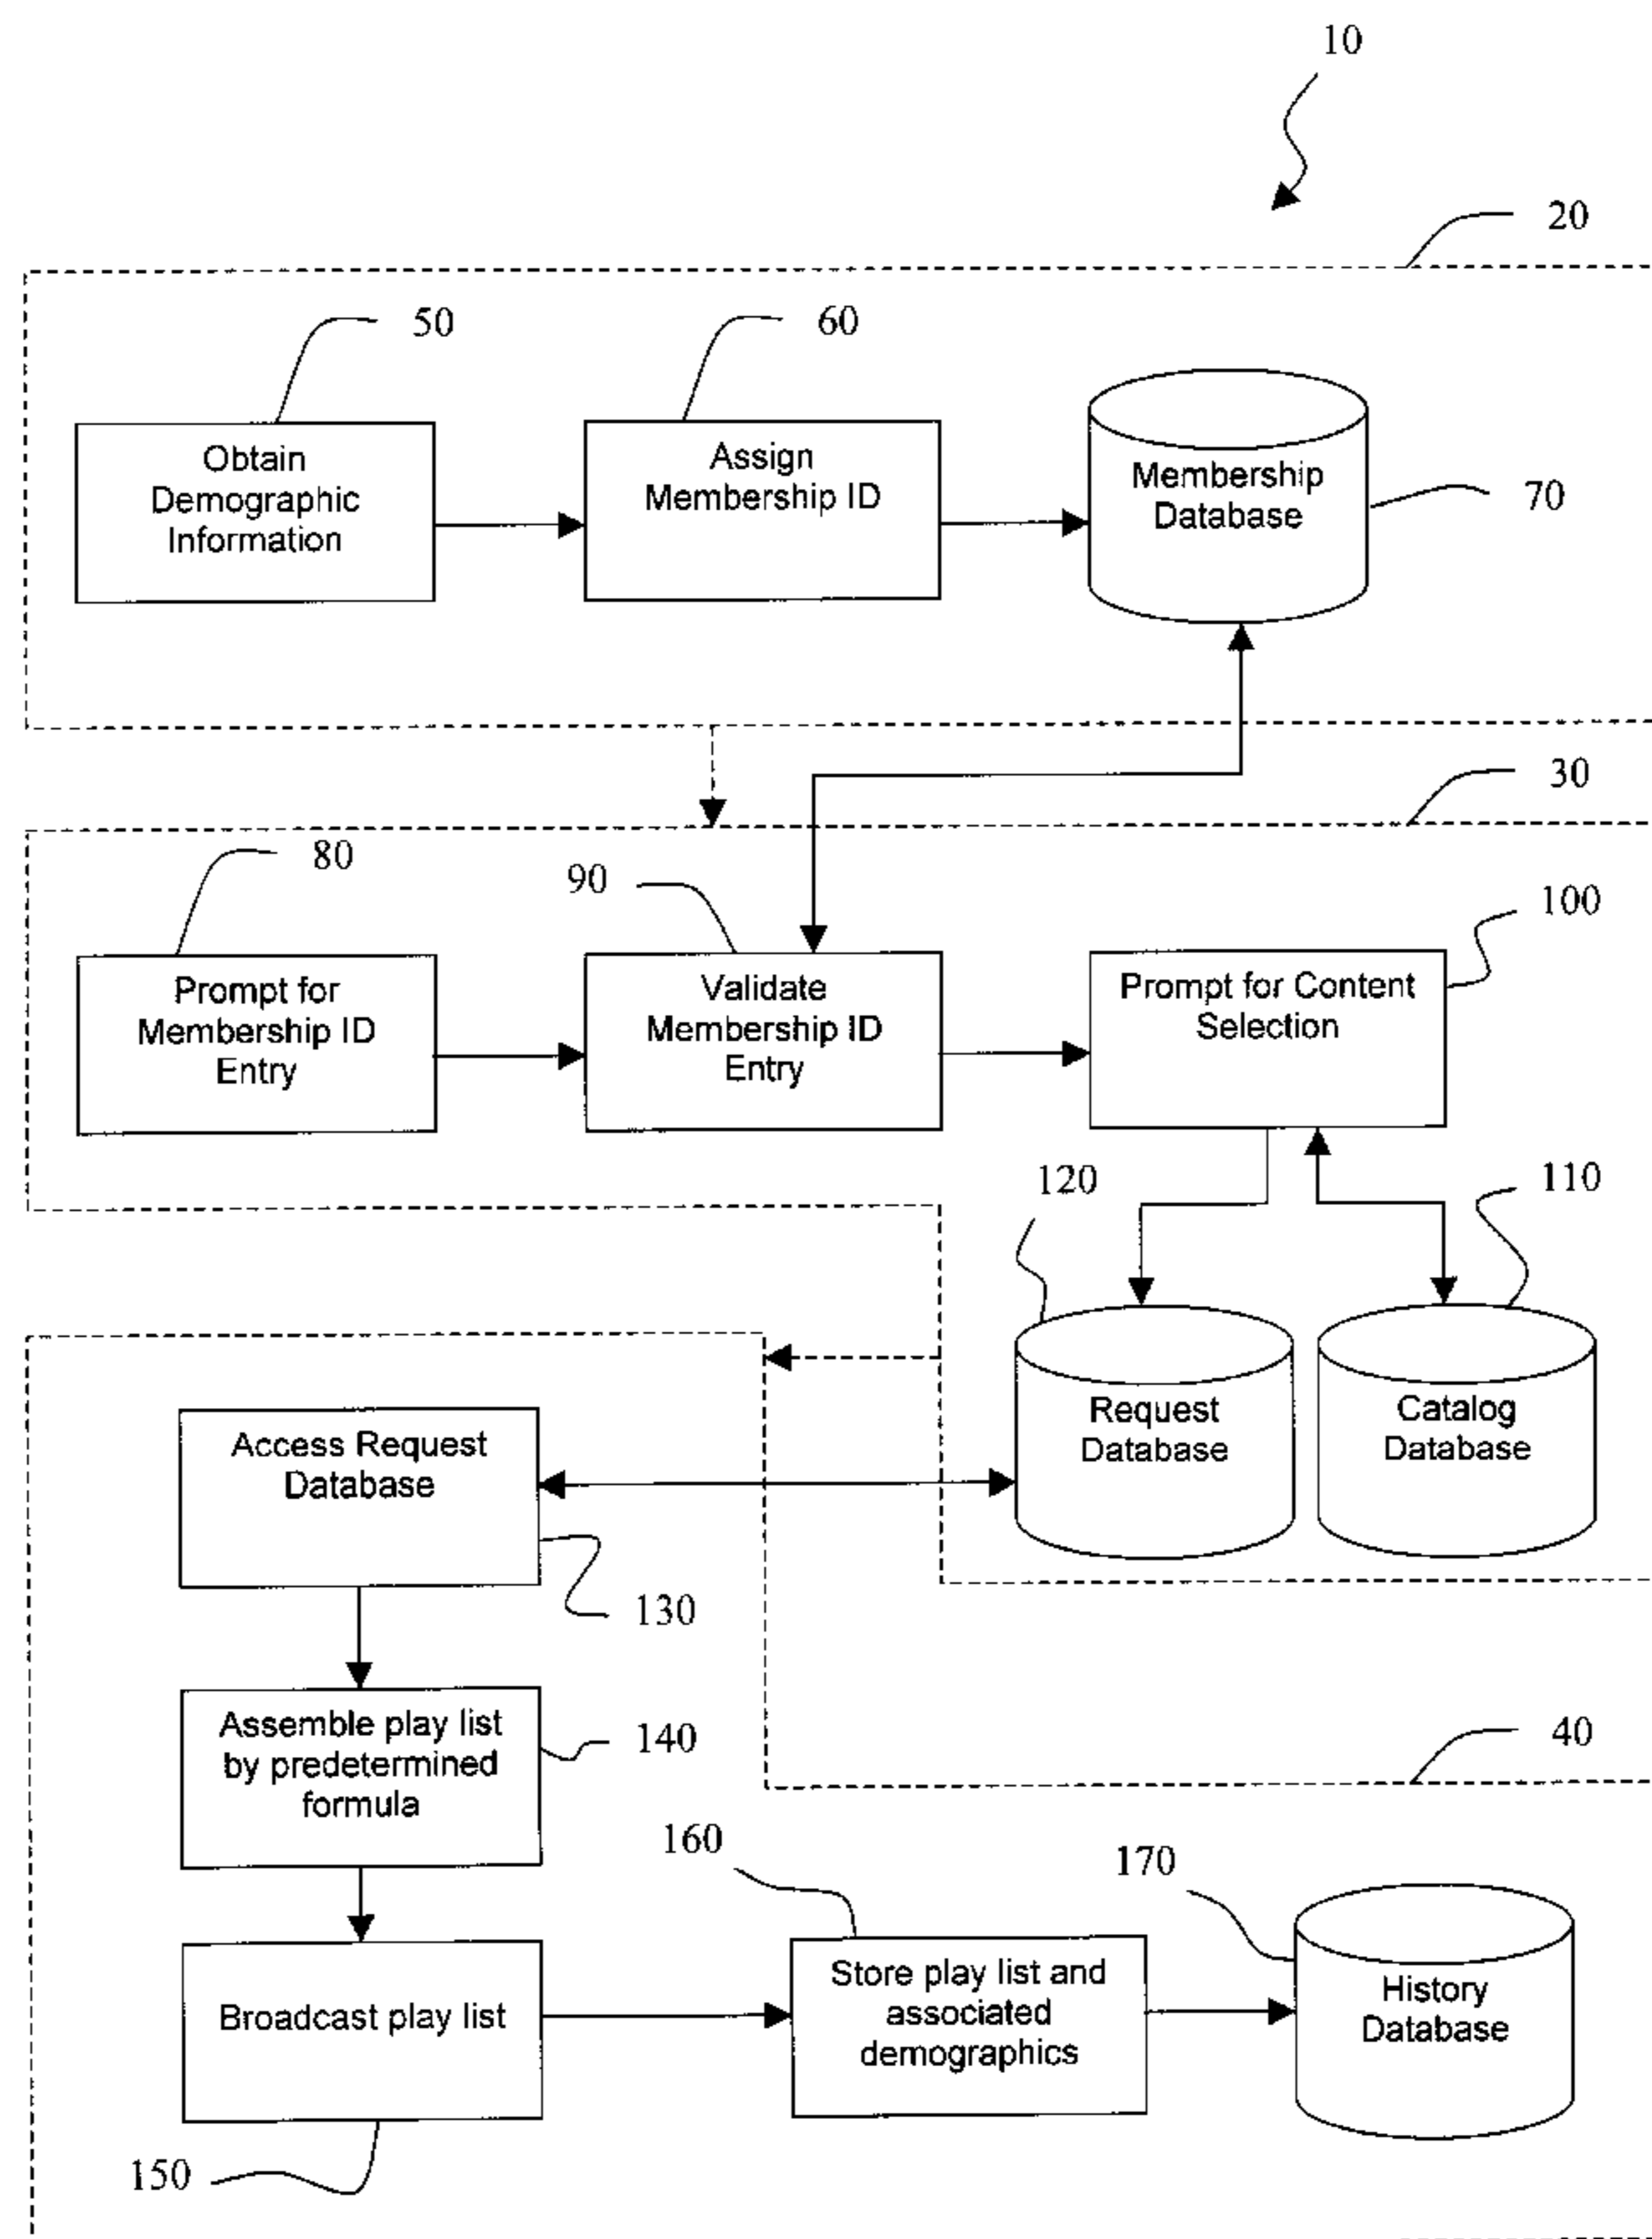 10
20
50
60
Obtain
Demographic
Information
Assign
Membership ID
Membership
Database
70
30
80
90
100
Prompt for
Membership ID
Entry
Validate
Membership ID
Entry
Prompt for Content
Selection
120
110
Request
Database
Catalog
Database
Access Request
Database
130
Assemble play list
by predetermined
formula
140
40
160
170
Broadcast play list
Store play list and
associated
demographics
History
Database
150